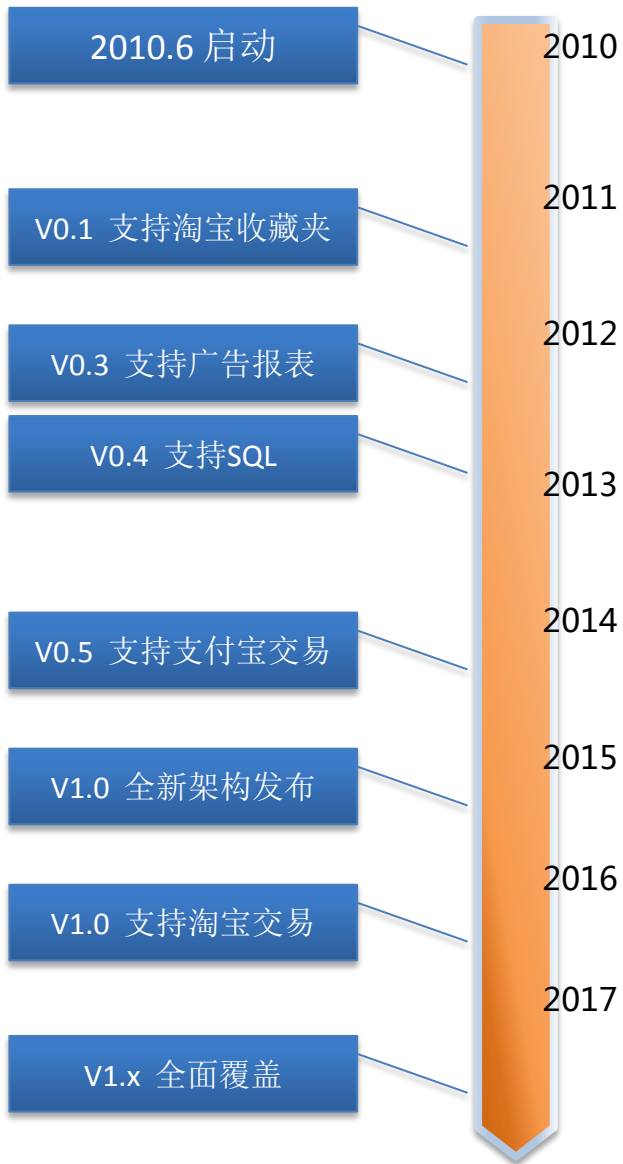 2010.6 启动
2010
2011
V0.1 支持淘宝收藏夹
2012
V0.3 支持广告报表
V0.4 支持SQL
2013
2014
V0.5 支持支付宝交易
2015
V1.0 全新架构发布
2016
V1.0 支持淘宝交易
2017
V1.x 全面覆盖